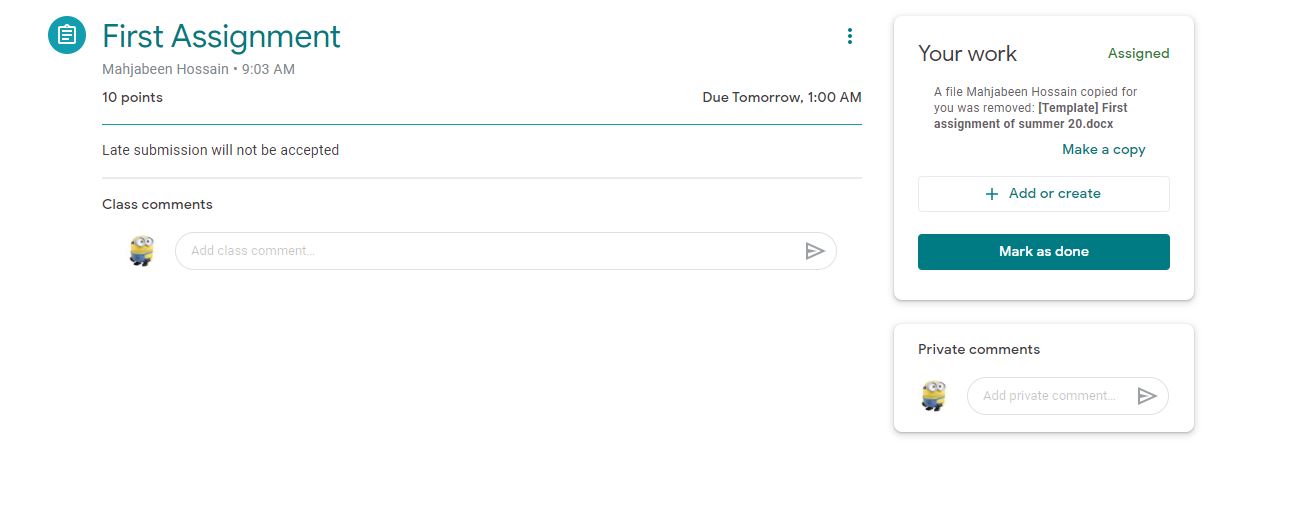 First Assignment
Mahjabeen Hossain • 9:03 AM
10 points
Due Tomorrow, 1:00 AM
Late submission will not be accepted
Class comments
Add class comment...
Your work
Assigned
A file Mahjabeen Hossain copied for
you was removed: [Template] First
assignment of summer 20.docx
Make a copy
+ Add or create
Mark as done
Private comments
Add private comment...